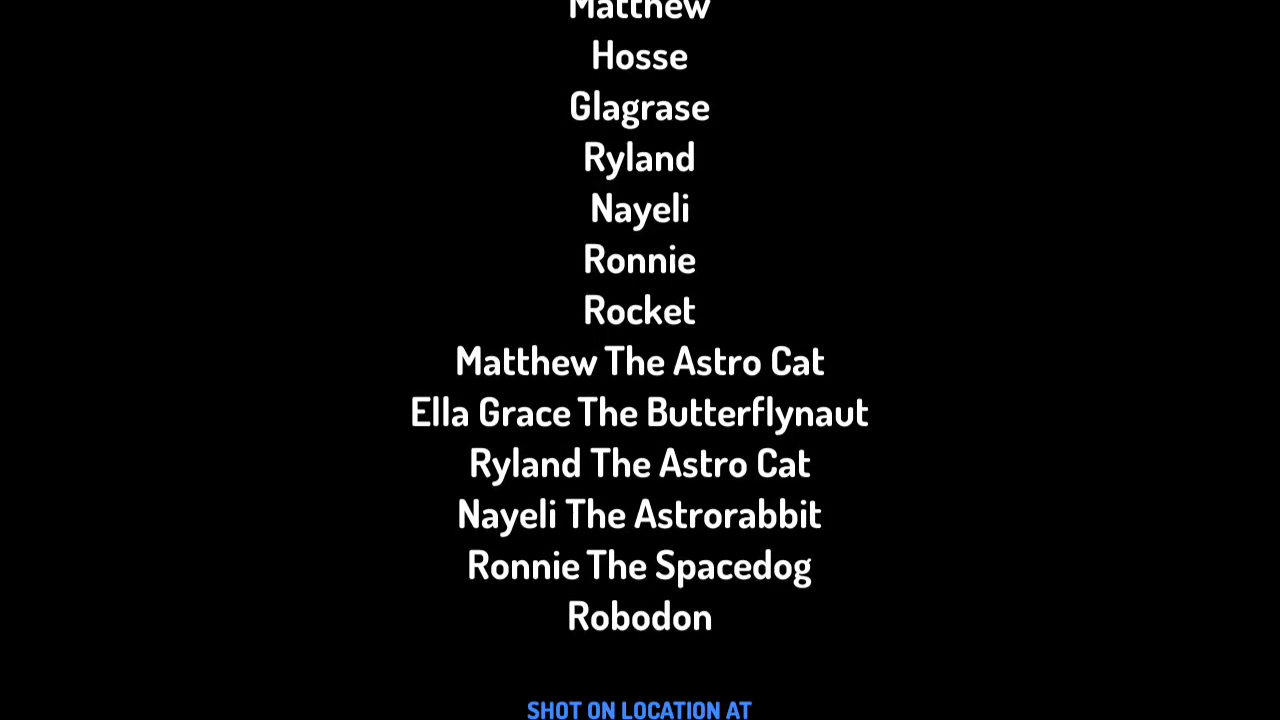 Matthew
Hosse
Glagrase
Ryland
Nayeli
Ronnie
Rocket
Matthew The Astro Cat
Ella Grace The Butterflynaut
Ryland The Astro Cat
Nayeli The Astrorabbit
Ronnie The Spacedog
Robodon
SHOT ON LOCATION AT